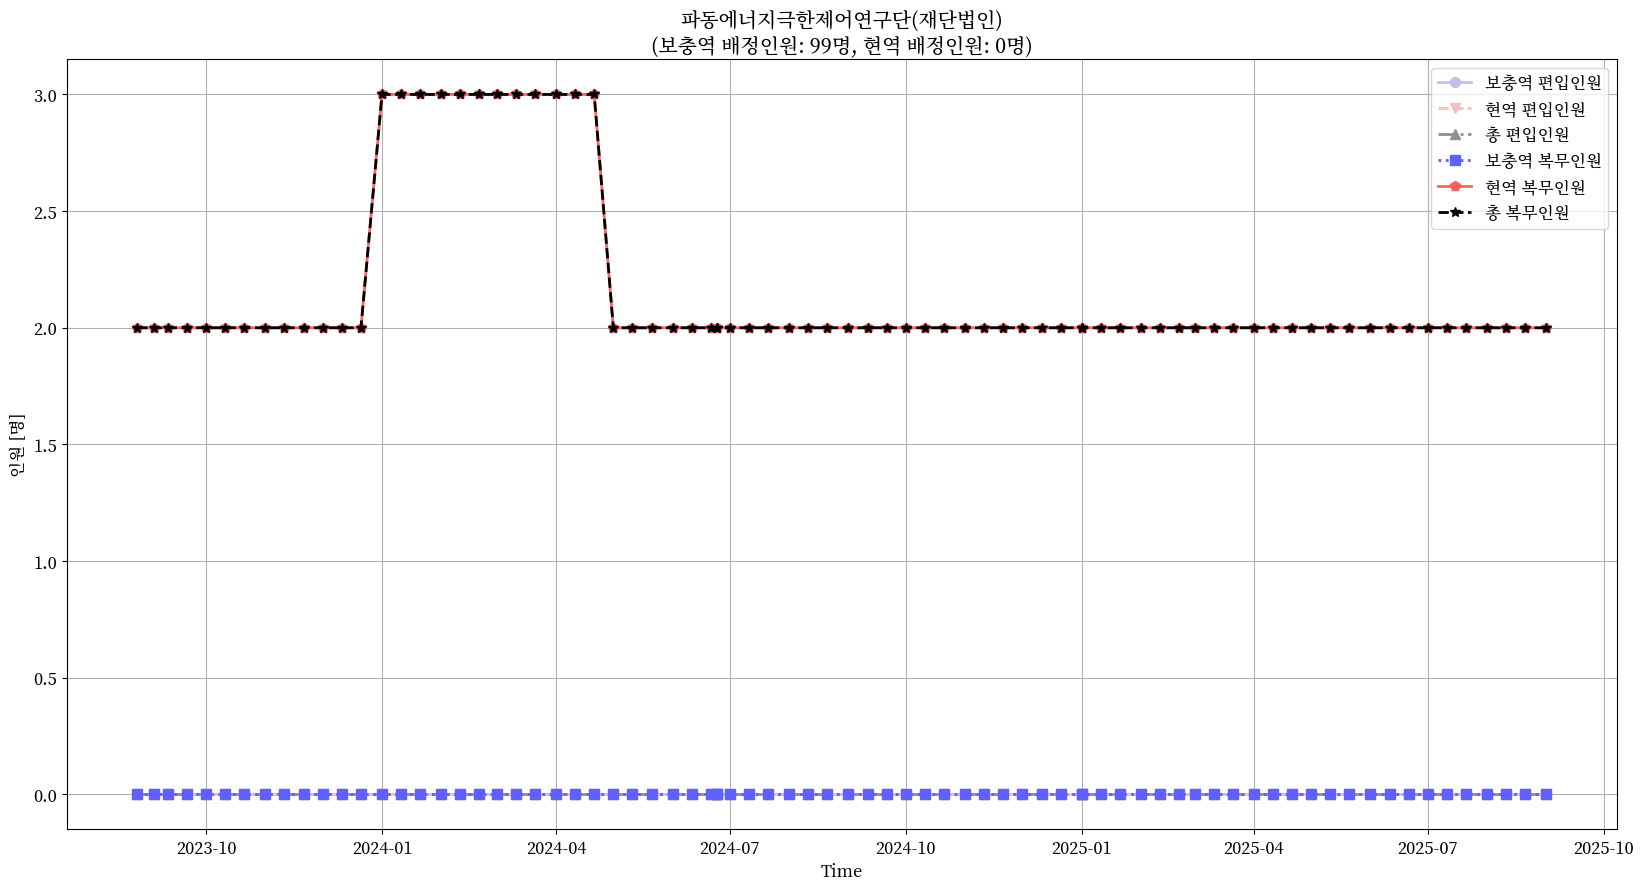 파동에너지극한제어연구단(재단법인)
(보충역 배정인원: 99명, 현역 배정인원: 0명)
보충역 편입인원
현역 편입인원
총 편입인원
보충역 복무인원
현역 복무인원
총 복무인원
인원 [명]
3.0
2.5
2.0
1.5
1.0
0.5
0.0
2023-10
2024-01
2024-04
2024-07
2024-10
2025-01
2025-04
2025-07
2025-10
Time